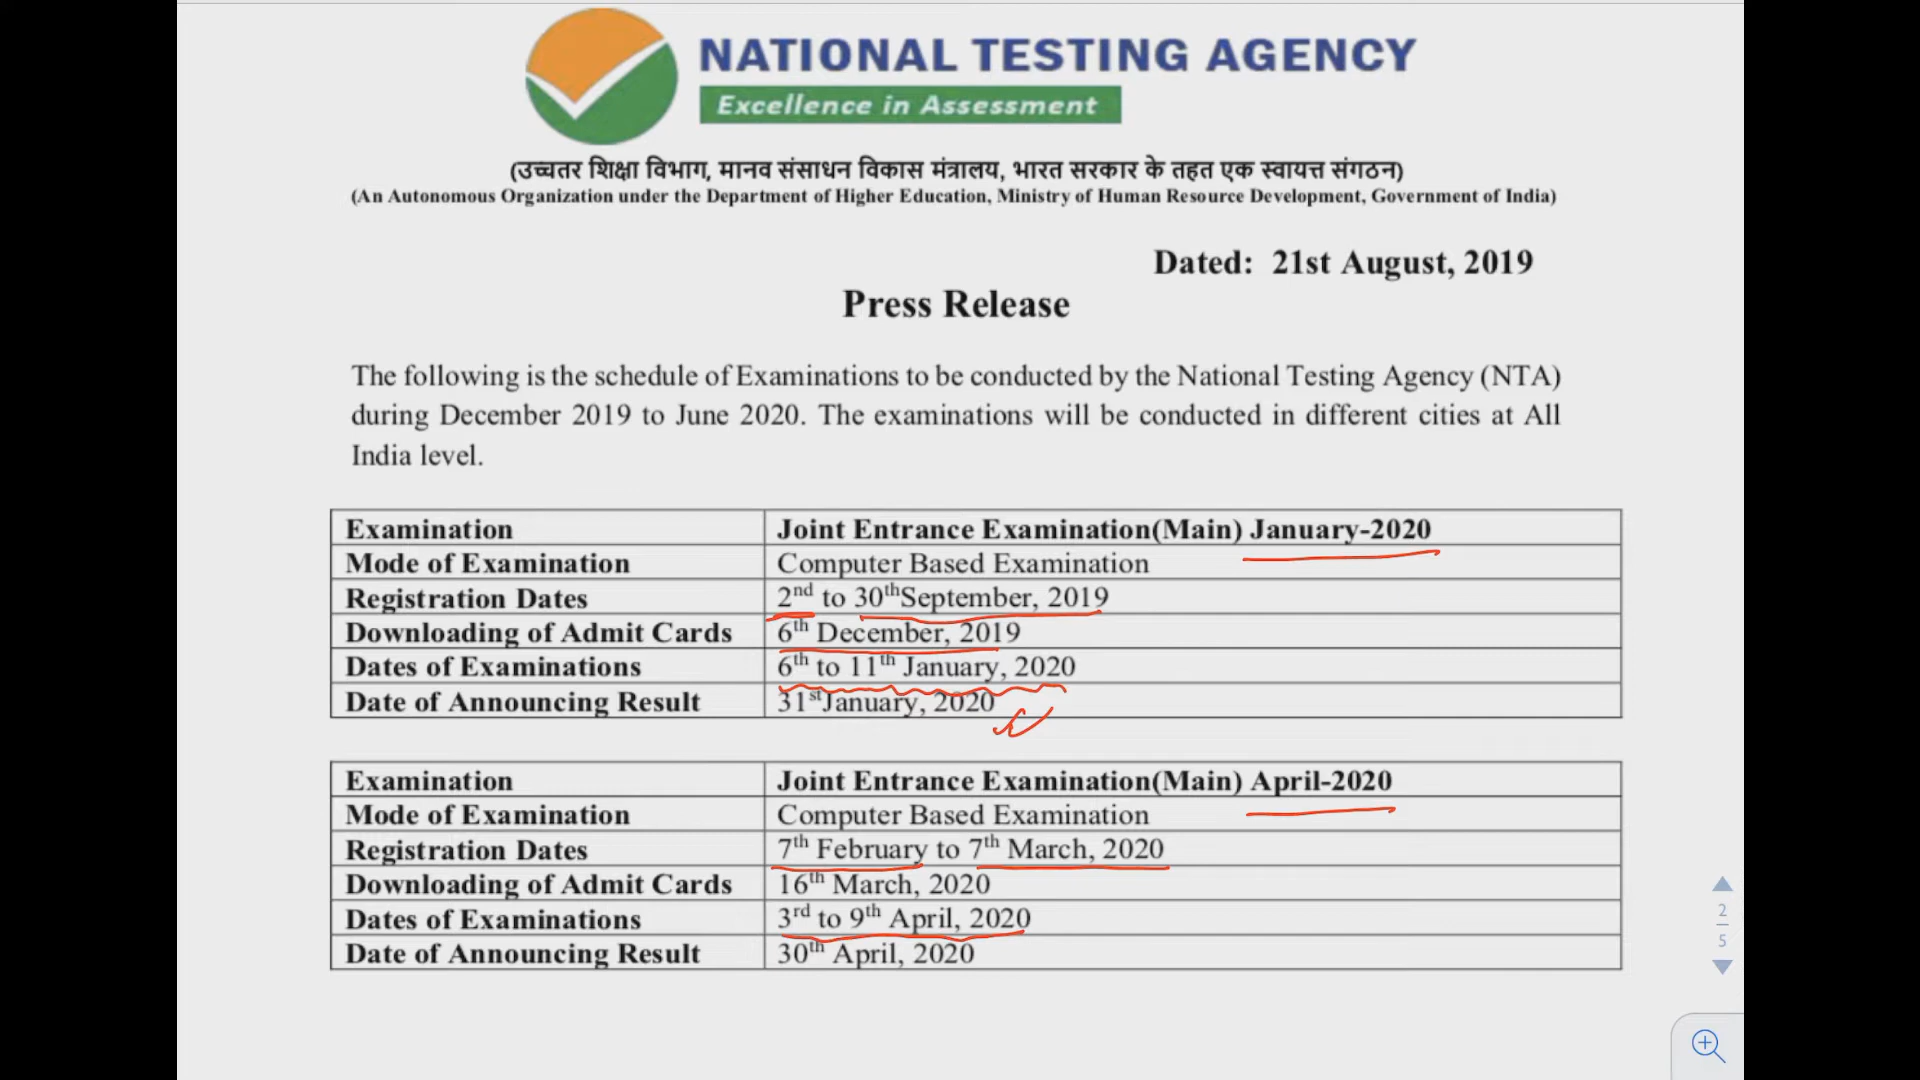 NATIONAL TESTING AGENCY
Excellence in Assessment
(उच्चतर शिक्षा विभाग, मानव संसाधन विकास मंत्रालय, भारत सरकार के तहत एक स्वायत्त संगठन)
(An Autonomous Organization under the Department of Higher Education, Ministry of Human Resource Development, Government of India)
Dated: 21st August, 2019
Press Release
The following is the schedule of Examinations to be conducted by the National Testing Agency (NTA)
during December 2019 to June 2020. The examinations will be conducted in different cities at All
India level.
Examination Joint Entrance Examination(Main) January-2020
Mode of Examination Computer Based Examination
Registration Dates 2nd to 30thSeptember, 2019
Downloading of Admit Cards 6th December, 2019
Dates of Examinations 6th to 11th January, 2020
Date of Announcing Result 31stJanuary, 2020
Examination Joint Entrance Examination(Main) April-2020
Mode of Examination Computer Based Examination
Registration Dates 7th February to 7th March, 2020
Downloading of Admit Cards 16th March, 2020
Dates of Examinations 3rd to 9th April, 2020
Date of Announcing Result 30th April, 2020
2
5